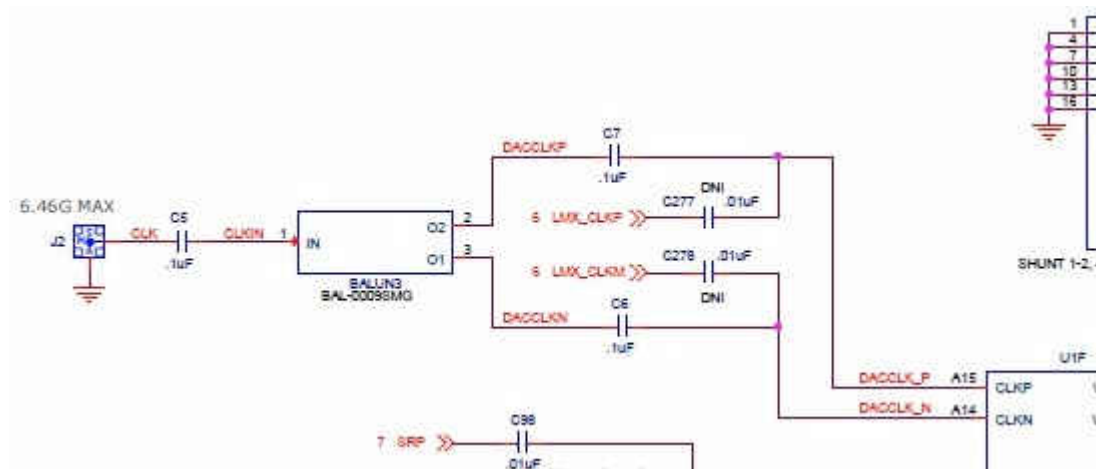 1
4
7
10
13
16
C7
DACCLKP
.1uF
DNI
6.46G MAX
C5
C277
.01uF
J2
CLK
CLKIN
1
IN
O2
2
6 LMX_CLKP
.1uF
O1
3
C278
.01uF
6 LMX_CLKM
SHUNT 1-2,
BALUN3
BAL-0009SMG
DNI
DACCLKN
C6
.1uF
U1F
DACCLK_P
A15
CLKP
DACCLK_N
A14
CLKN
C98
7 SRP
.01uF